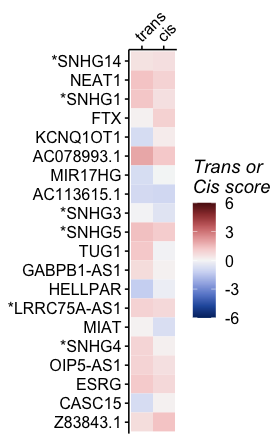 trans cis
*SNHG14
NEAT1
*SNHG1
FTX
KCNQ1OT1
AC078993.1
MIR17HG
AC113615.1
*SNHG3
*SNHG5
TUG1
GABPB1-AS1
HELLPAR
*LRRC75A-AS1
MIAT
*SNHG4
OIP5-AS1
ESRG
CASC15
Z83843.1
Trans or
Cis score
6
3
0
-3
-6